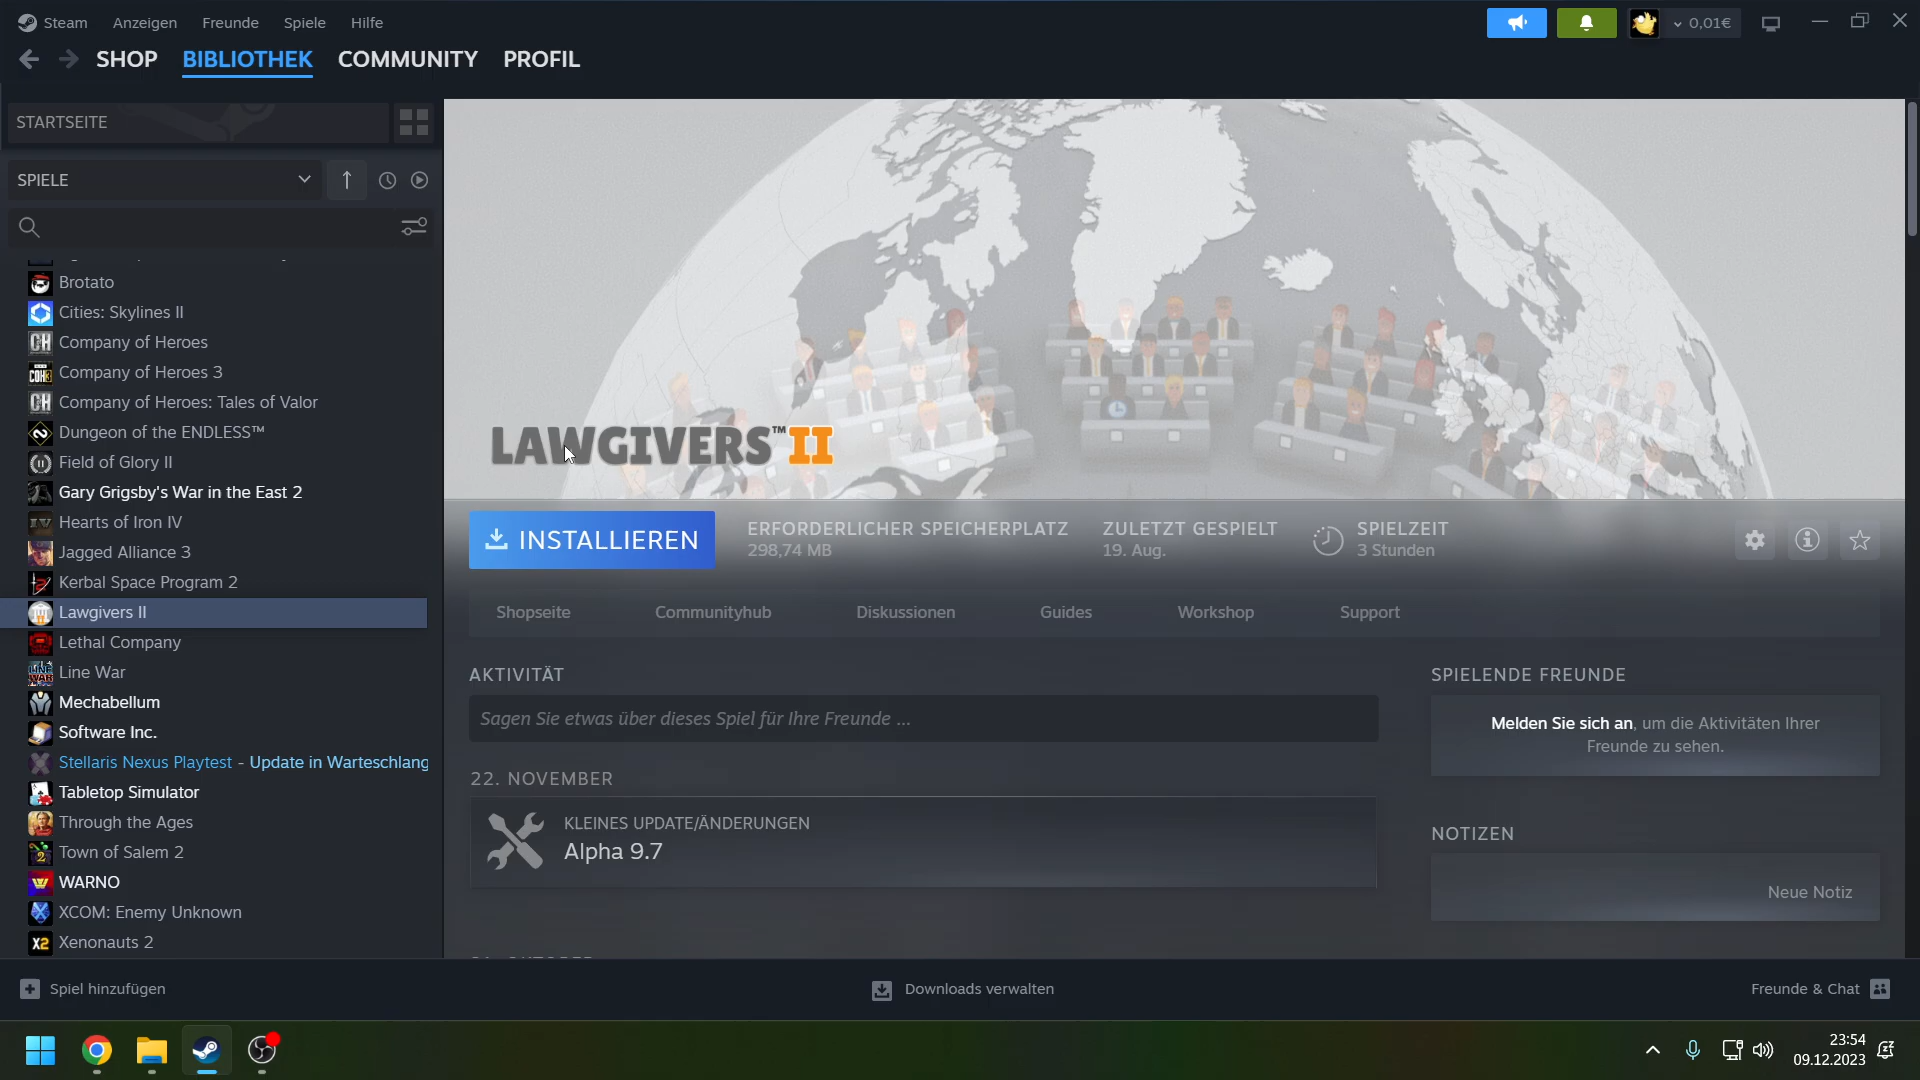 Steam Anzeigen Freunde Spiele Hilfe
0,01€
SHOP BIBLIOTHEK COMMUNITY PROFIL
STARTSEITE
SPIELE
Brotato
Cities: Skylines II
Company of Heroes
Company of Heroes 3
Company of Heroes: Tales of Valor
Dungeon of the ENDLESS™
Field of Glory II
Gary Grigsby's War in the East 2
Hearts of Iron IV
Jagged Alliance 3
Kerbal Space Program 2
Lawgivers II
Lethal Company
Line War
Mechabellum
Software Inc.
Stellaris Nexus Playtest - Update in Warteschlang
Tabletop Simulator
Through the Ages
Town of Salem 2
WARNO
XCOM: Enemy Unknown
Xenonauts 2
LAWGIVERS™ II
INSTALLIEREN
ERFORDERLICHER SPEICHERPLATZ
298,74 MB
ZULETZT GESPIELT
19. Aug.
SPIELZEIT
3 Stunden
Shopseite Communityhub Diskussionen Guides Workshop Support
AKTIVITÄT
Sagen Sie etwas über dieses Spiel für Ihre Freunde ...
22. NOVEMBER
KLEINES UPDATE/ÄNDERUNGEN
Alpha 9.7
SPIELENDE FREUNDE
Melden Sie sich an, um die Aktivitäten Ihrer
Freunde zu sehen.
NOTIZEN
Neue Notiz
Spiel hinzufügen
Downloads verwalten
Freunde & Chat
23:54
09.12.2023